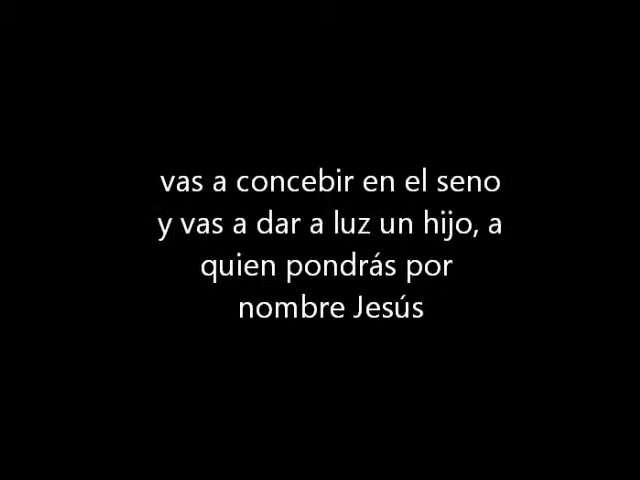 vas a concebir en el seno
y vas a dar a luz un hijo, a
quien pondrás por
nombre Jesús